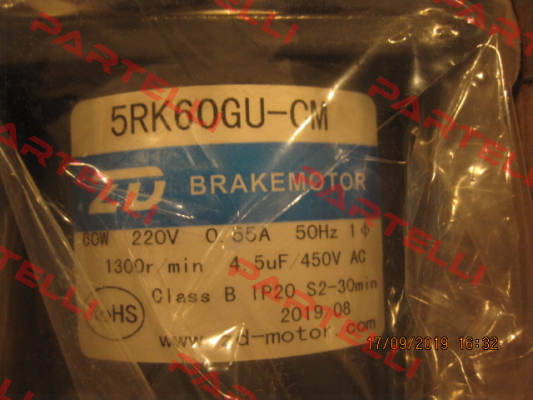 5RK60GU-CM
ZD
BRAKEMOTOR
60W 220V 0.55A 50Hz 1φ
1300r/min 4.5uF/450V AC
Class B IP20 S2-30min
RoHS
2019 08
www.zd-motor.com
17/09/2019 16:32
PARTELLI
PARTELLI
PARTELLI
PARTELLI
PARTELLI